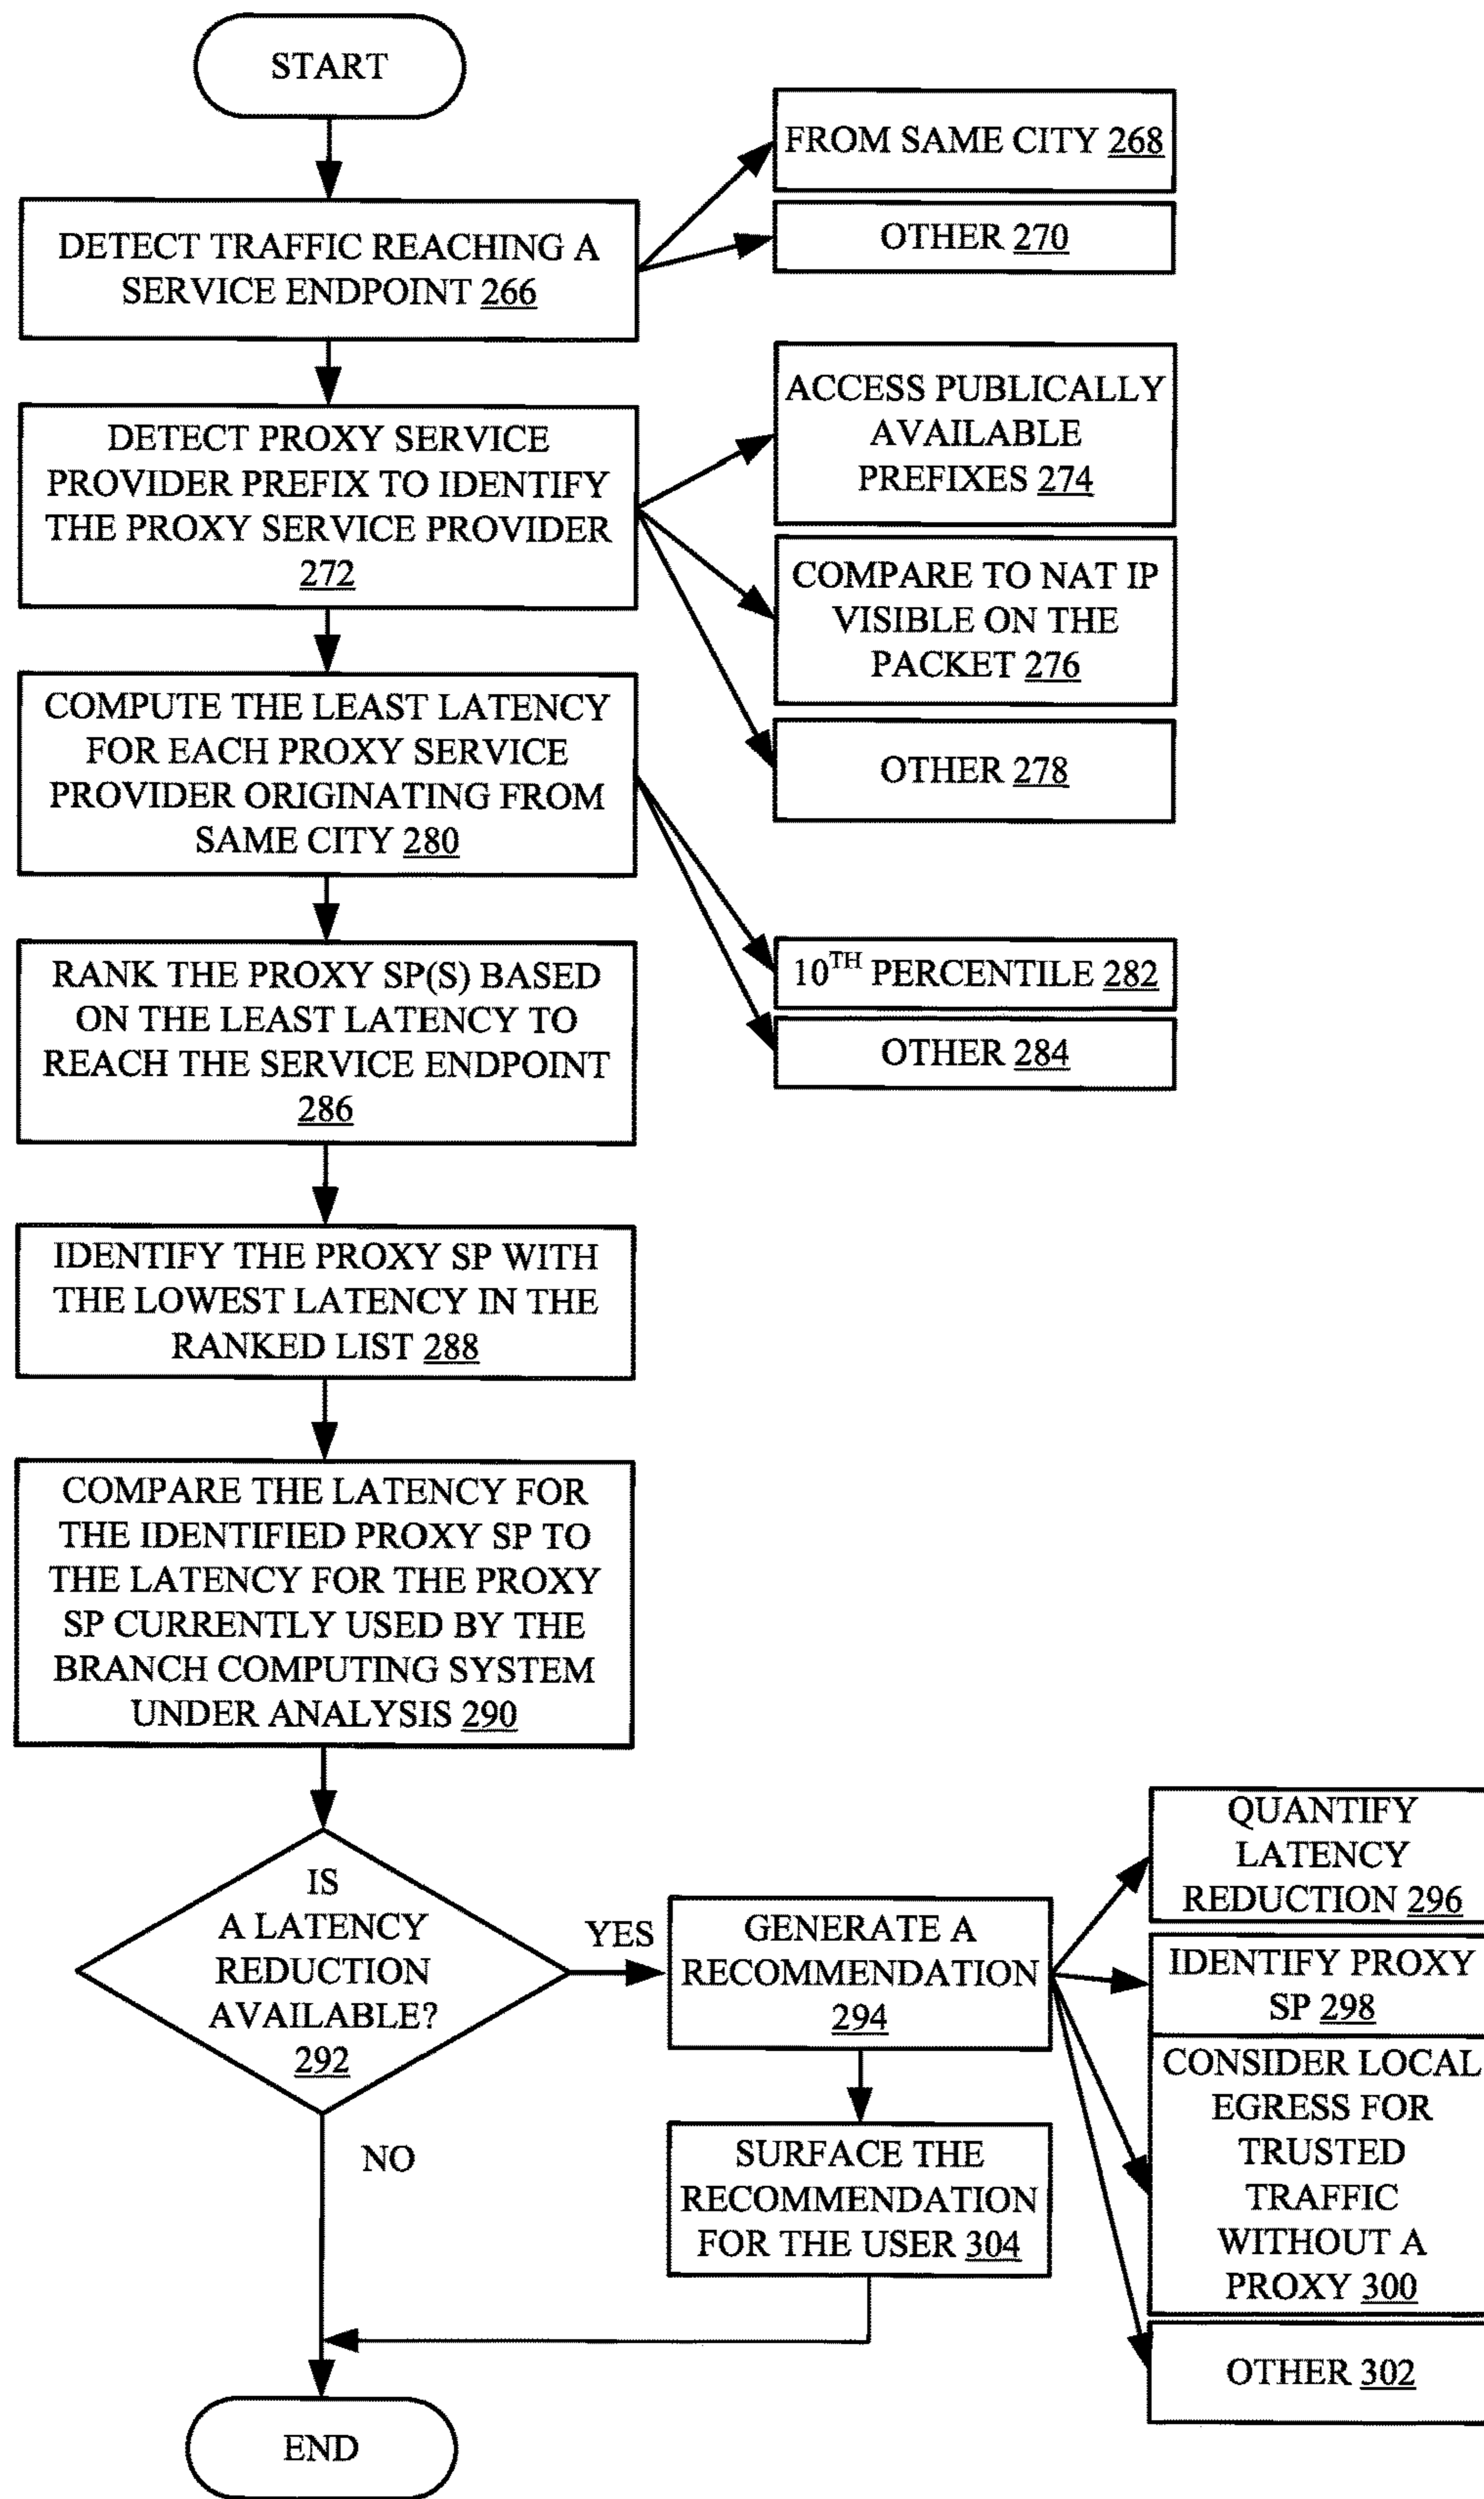 START
FROM SAME CITY 268
DETECT TRAFFIC REACHING A
SERVICE ENDPOINT 266
OTHER 270
ACCESS PUBLICALLY
AVAILABLE
PREFIXES 274
DETECT PROXY SERVICE
PROVIDER PREFIX TO IDENTIFY
THE PROXY SERVICE PROVIDER
272
COMPARE TO NAT IP
VISIBLE ON THE
PACKET 276
OTHER 278
COMPUTE THE LEAST LATENCY
FOR EACH PROXY SERVICE
PROVIDER ORIGINATING FROM
SAME CITY 280
10TH PERCENTILE 282
OTHER 284
RANK THE PROXY SP(S) BASED
ON THE LEAST LATENCY TO
REACH THE SERVICE ENDPOINT
286
IDENTIFY THE PROXY SP WITH
THE LOWEST LATENCY IN THE
RANKED LIST 288
COMPARE THE LATENCY FOR
THE IDENTIFIED PROXY SP TO
THE LATENCY FOR THE PROXY
SP CURRENTLY USED BY THE
BRANCH COMPUTING SYSTEM
UNDER ANALYSIS 290
IS
A LATENCY
REDUCTION
AVAILABLE?
292
YES
NO
GENERATE A
RECOMMENDATION
294
QUANTIFY
LATENCY
REDUCTION 296
IDENTIFY PROXY
SP 298
CONSIDER LOCAL
EGRESS FOR
TRUSTED
TRAFFIC
WITHOUT A
PROXY 300
OTHER 302
SURFACE THE
RECOMMENDATION
FOR THE USER 304
END